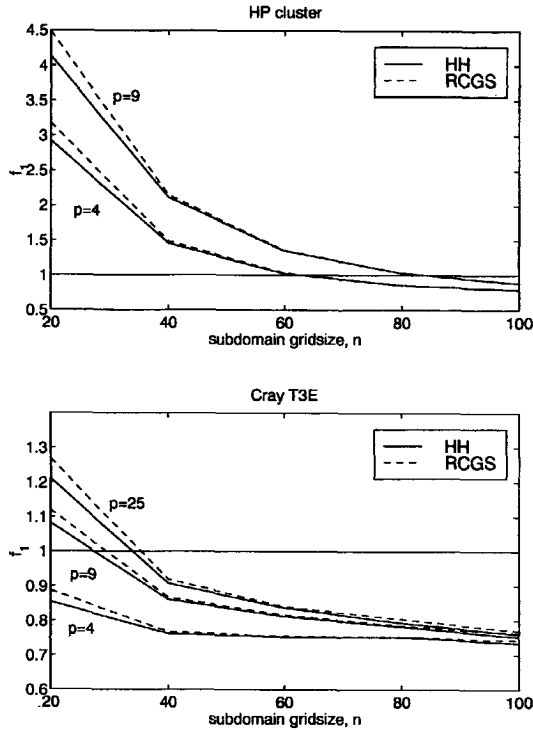 HP cluster
4.5
4
3.5
3
2.5
2
1.5
1
0.5
f1
HH
RCGS
p=9
p=4
20 40 60 80 100
subdomain gridsize, n
Cray T3E
1.3
1.2
1.1
1
0.9
0.8
0.7
0.6
f1
HH
RCGS
p=25
p=9
p=4
20 40 60 80 100
subdomain gridsize, n